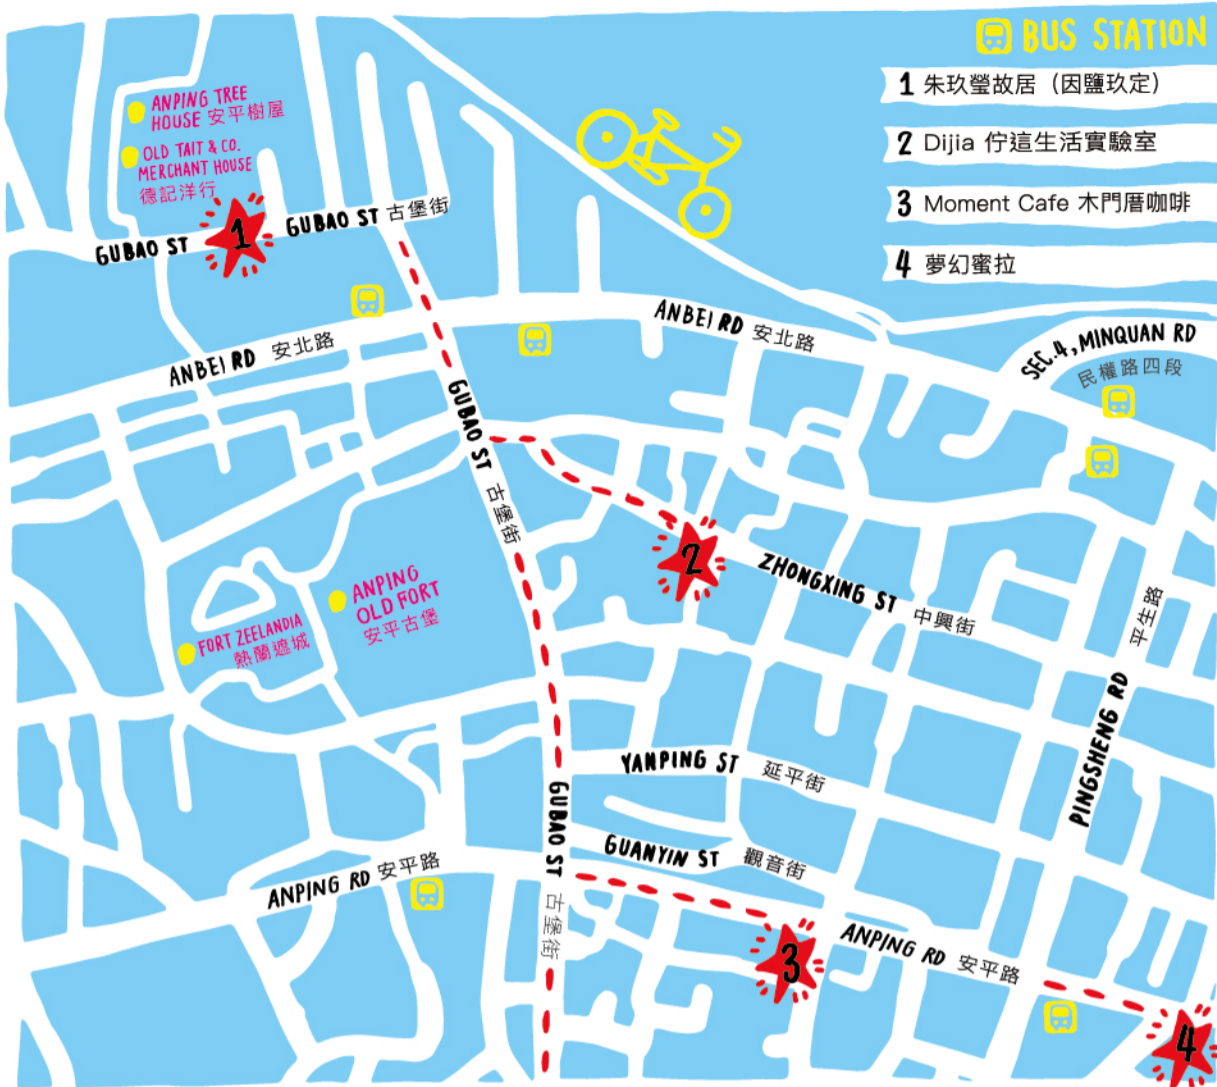 BUS STATION
1 朱玖瑩故居（因鹽玖定）
2 Dijia 佇這生活實驗室
3 Moment Cafe 木門厝咖啡
4 夢幻蜜拉
ANPING TREE
HOUSE 安平樹屋
OLD TAIT & CO.
MERCHANT HOUSE
德記洋行
1
GUBAO ST
GUBAO ST 古堡街
ANBEI RD 安北路
ANBEI RD 安北路
SEC.4, MINQUAN RD
民權路四段
GUBAO ST 古堡街
2
ZHONGXING ST 中興街
ANPING
OLD FORT
安平古堡
FORT ZEELANDIA
熱蘭遮城
PINGSHENG RD 平生路
YANPING ST 延平街
GUBAO ST 古堡街
GUANYIN ST 觀音街
ANPING RD 安平路
3
ANPING RD 安平路
4